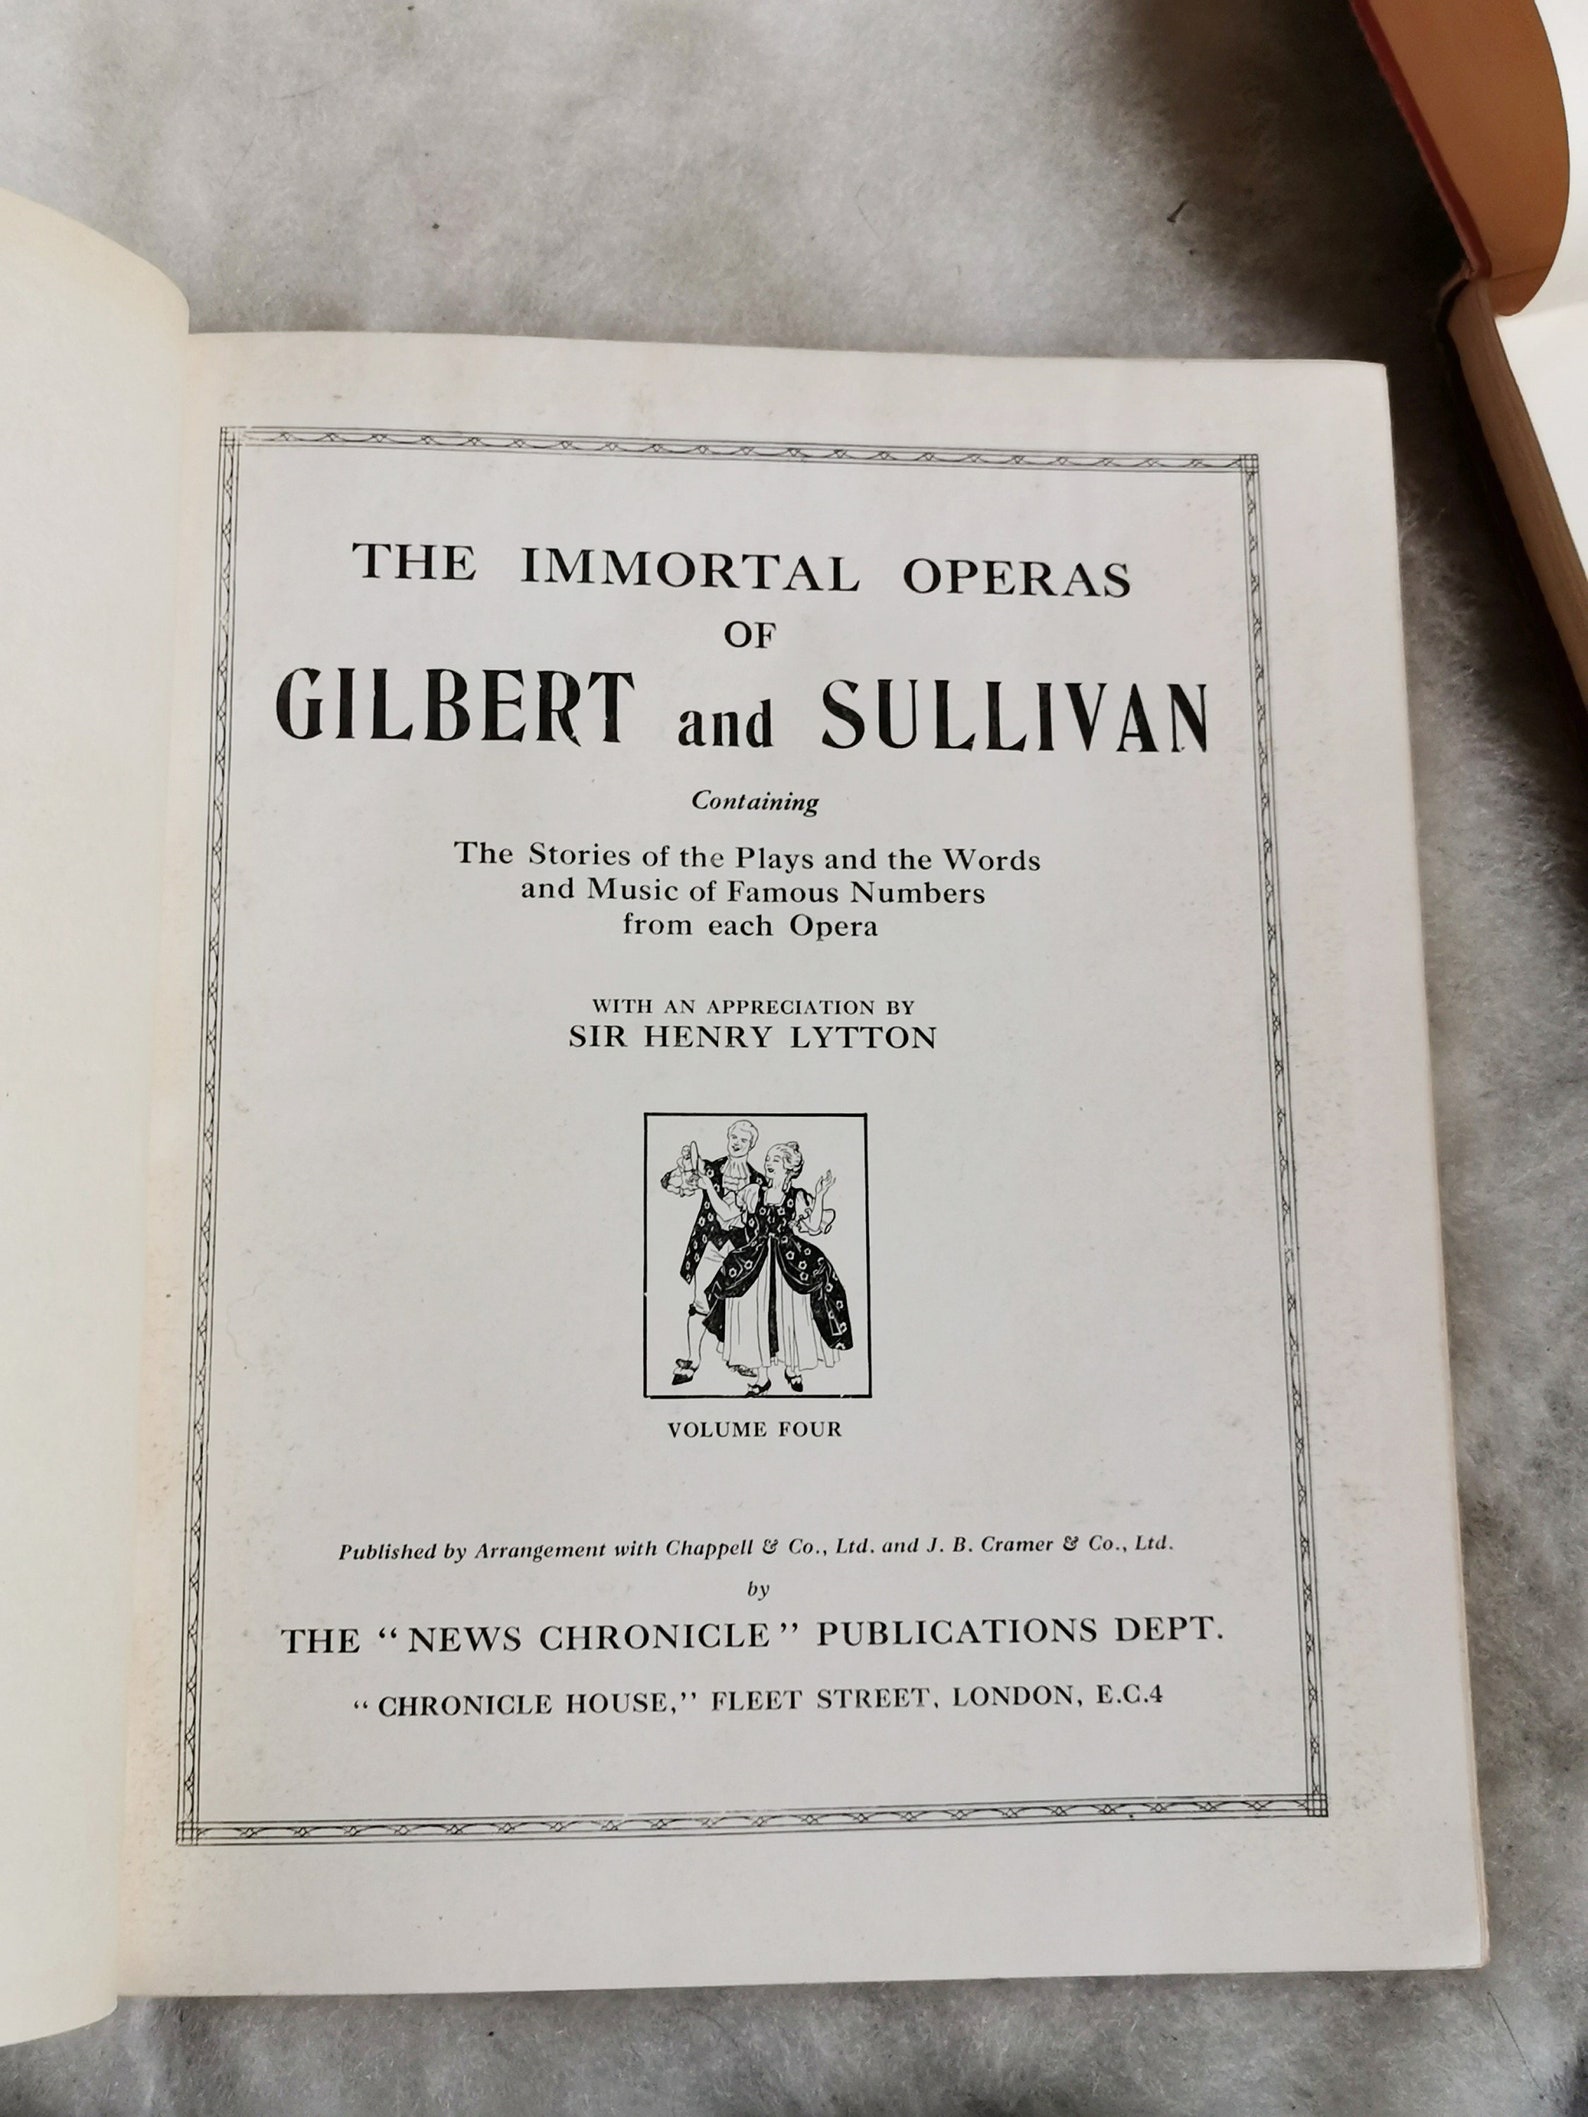 THE IMMORTAL OPERAS
OF
GILBERT and SULLIVAN
Containing
The Stories of the Plays and the Words
and Music of Famous Numbers
from each Opera
WITH AN APPRECIATION BY
SIR HENRY LYTTON
VOLUME FOUR
Published by Arrangement with Chappell & Co., Ltd. and J. B. Cramer & Co., Ltd.
by
THE “NEWS CHRONICLE” PUBLICATIONS DEPT.
“CHRONICLE HOUSE,” FLEET STREET, LONDON, E.C.4